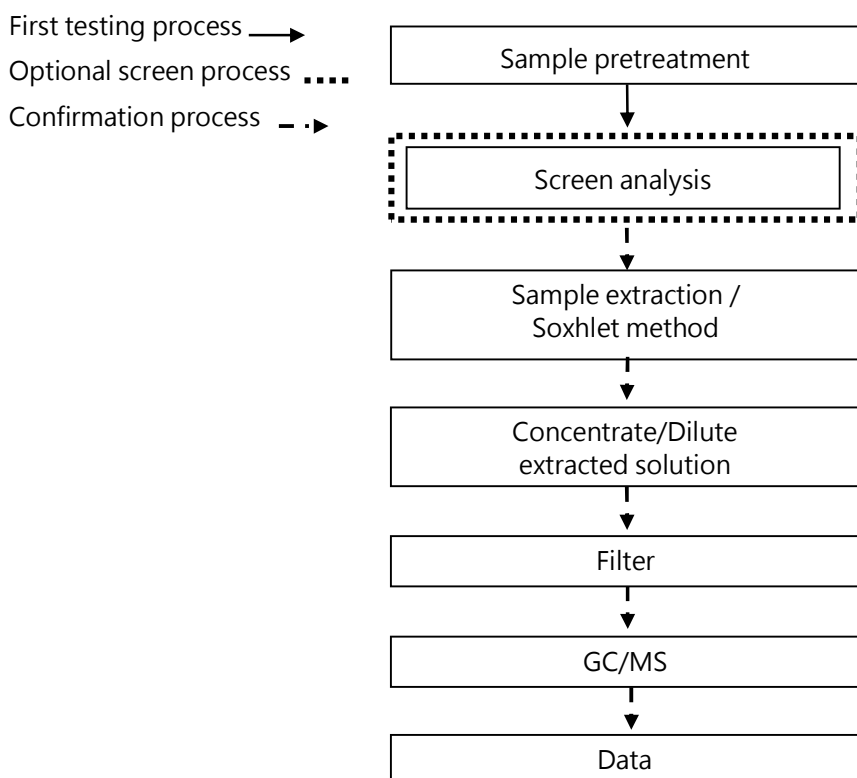 First testing process
Optional screen process
Confirmation process
Sample pretreatment
Screen analysis
Sample extraction /
Soxhlet method
Concentrate/Dilute
extracted solution
Filter
GC/MS
Data